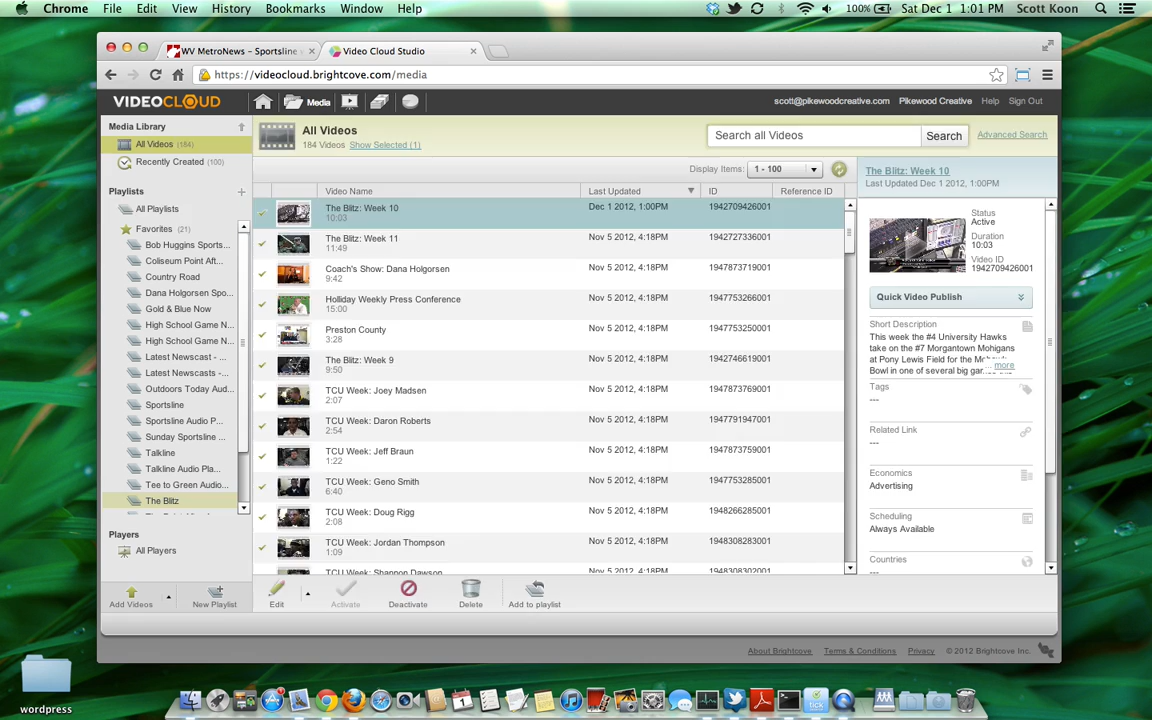 Chrome File Edit View History Bookmarks Window Help 100% Sat Dec 1 1:01 PM Scott Koon
WV MetroNews – Sportsline Video Cloud Studio
https://videocloud.brightcove.com/media
VIDEOCLOUD Media scott@pikewoodcreative.com Pikewood Creative Help Sign Out
Media Library
All Videos (184)
Recently Created (100)
Playlists
All Playlists
Favorites (21)
Bob Huggins Sports...
Coliseum Point Aft...
Country Road
Dana Holgorsen Spo...
Gold & Blue Now
High School Game N...
High School Game N...
Latest Newscast - ...
Latest Newscasts - ...
Outdoors Today Aud...
Sportsline
Sportsline Audio P...
Sunday Sportsline ...
Talkline
Talkline Audio Pla...
Tee to Green Audio...
The Blitz
Players
All Players
Add Videos New Playlist
All Videos
184 Videos Show Selected (1)
Search all Videos Search Advanced Search
Display Items: 1 - 100
Video Name Last Updated ID Reference ID
The Blitz: Week 10 Dec 1 2012, 1:00PM 1942709426001
10:03
The Blitz: Week 11 Nov 5 2012, 4:18PM 1942727336001
11:49
Coach's Show: Dana Holgorsen Nov 5 2012, 4:18PM 1947873719001
9:42
Holliday Weekly Press Conference Nov 5 2012, 4:18PM 1947753266001
15:00
Preston County Nov 5 2012, 4:18PM 1947753250001
3:28
The Blitz: Week 9 Nov 5 2012, 4:18PM 1942746619001
9:50
TCU Week: Joey Madsen Nov 5 2012, 4:18PM 1947873769001
2:07
TCU Week: Daron Roberts Nov 5 2012, 4:18PM 1947791947001
2:54
TCU Week: Jeff Braun Nov 5 2012, 4:18PM 1947873759001
1:22
TCU Week: Geno Smith Nov 5 2012, 4:18PM 1947753285001
6:40
TCU Week: Doug Rigg Nov 5 2012, 4:18PM 1948266285001
2:08
TCU Week: Jordan Thompson Nov 5 2012, 4:18PM 1948308283001
1:09
TCU Week: Shannon Dawson Nov 5 2012, 4:18PM 1948308302001
Edit Activate Deactivate Delete Add to playlist
The Blitz: Week 10
Last Updated Dec 1 2012, 1:00PM
Status
Active
Duration
10:03
Video ID
1942709426001
Quick Video Publish
Short Description
This week the #4 University Hawks
take on the #7 Morgantown Mohigans
at Pony Lewis Field for the
... more
Bowl in one of several big
Tags
---
Related Link
---
Economics
Advertising
Scheduling
Always Available
Countries
---
About Brightcove Terms & Conditions Privacy © 2012 Brightcove Inc.
wordpress
tick